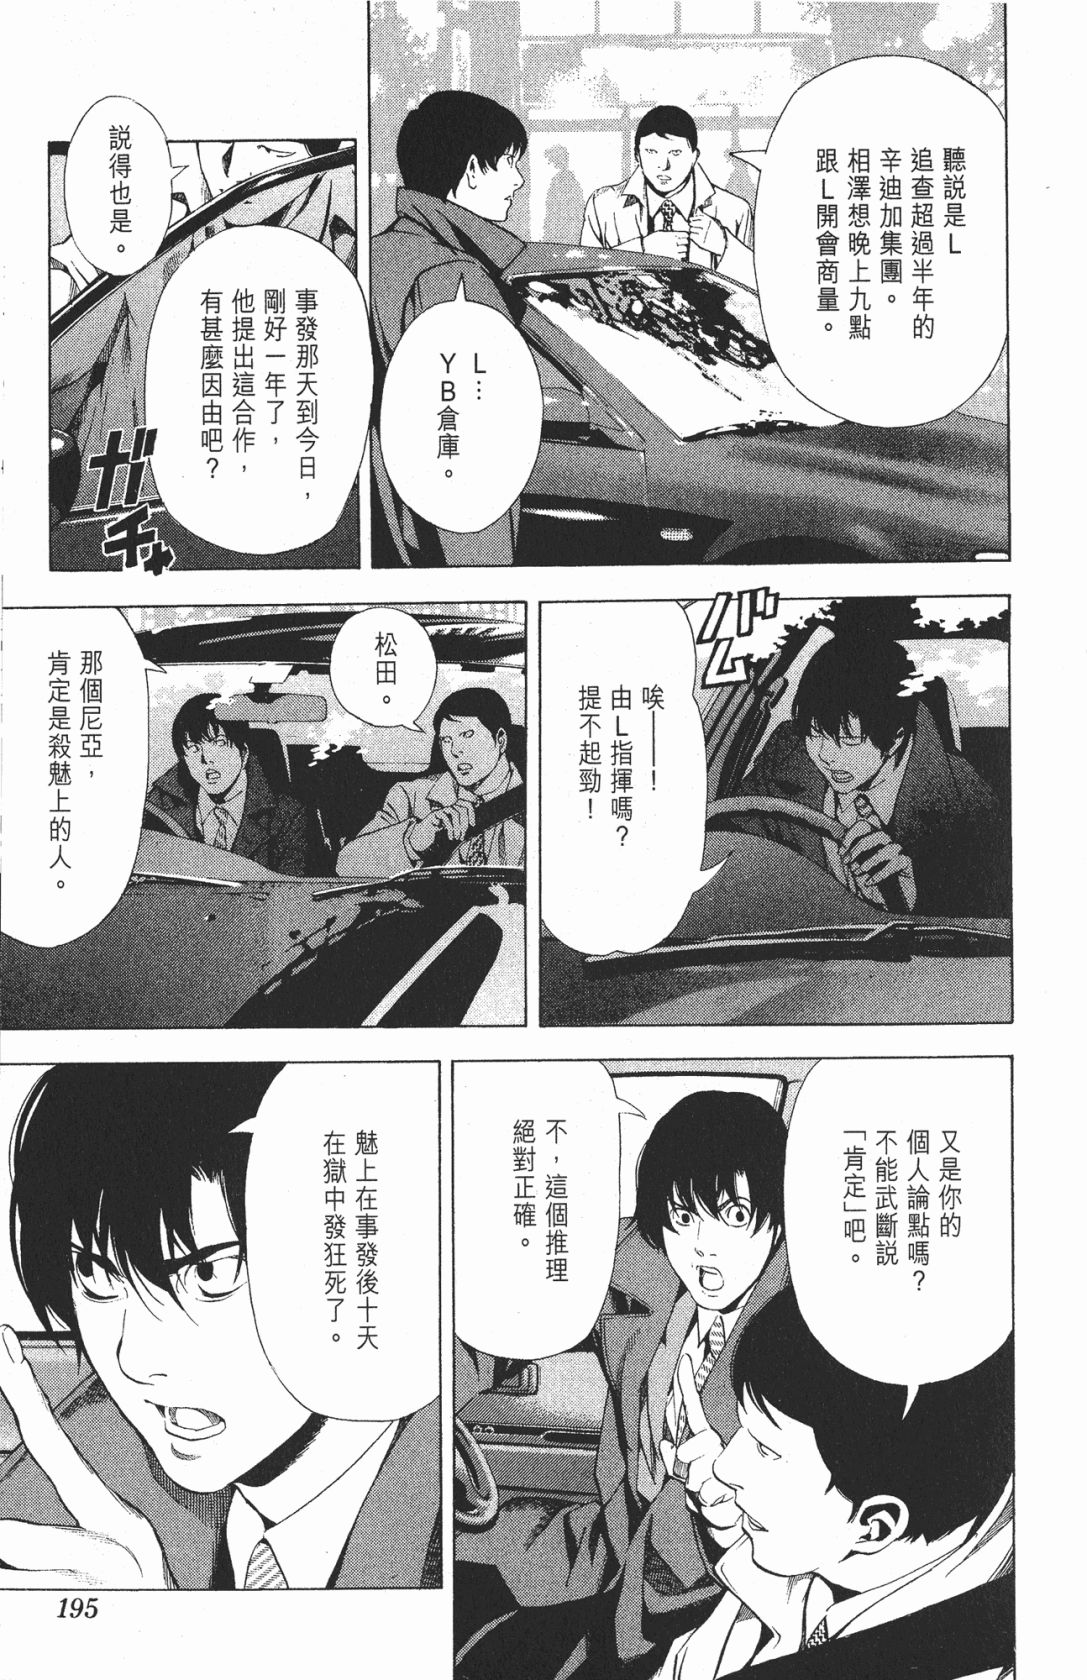 聽說是L
追查超過半年的
辛迪加集團。
相澤想晚上九點
跟L開會商量。
L…
YB倉庫。
說得也是。
事發那天到今日，
剛好一年了，
他提出這合作，
有甚麼因由吧？
ガチャ
バム
唉——！
由L指揮嗎？
提不起勁！
松田。
那個尼亞，
肯定是殺魅上的人。
又是你的
個人論點嗎？
不能武斷說
「肯定」吧。
不，這個推理
絕對正確。
魅上在事發後十天
在獄中發狂死了。
195